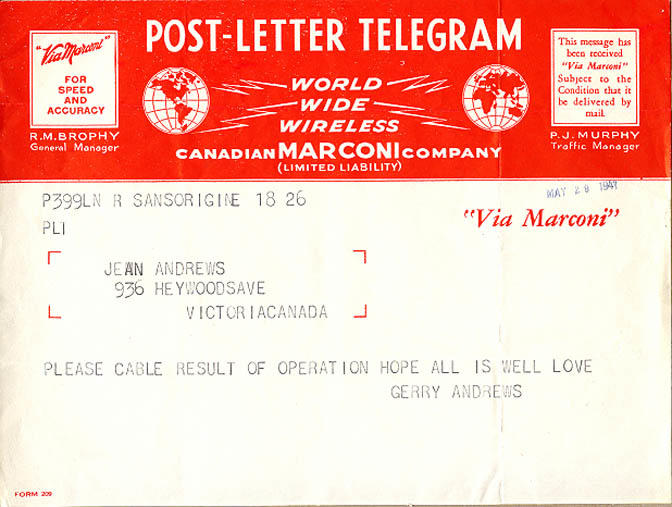 "Via Marconi"
FOR
SPEED
AND
ACCURACY
R.M.BROPHY
General Manager
POST-LETTER TELEGRAM
WORLD
WIDE
WIRELESS
CANADIAN MARCONI COMPANY
(LIMITED LIABILITY)
This message has
been received
"Via Marconi"
Subject to the
Condition that it
be delivered by
mail.
P.J.MURPHY
Traffic Manager
P399LN R SANSORIGINE 18 26
MAY 28 1941
PLI
"Via Marconi"
JEAN ANDREWS
936 HEYWOODSAVE
VICTORIACANADA
PLEASE CABLE RESULT OF OPERATION HOPE ALL IS WELL LOVE
GERRY ANDREWS
FORM 209